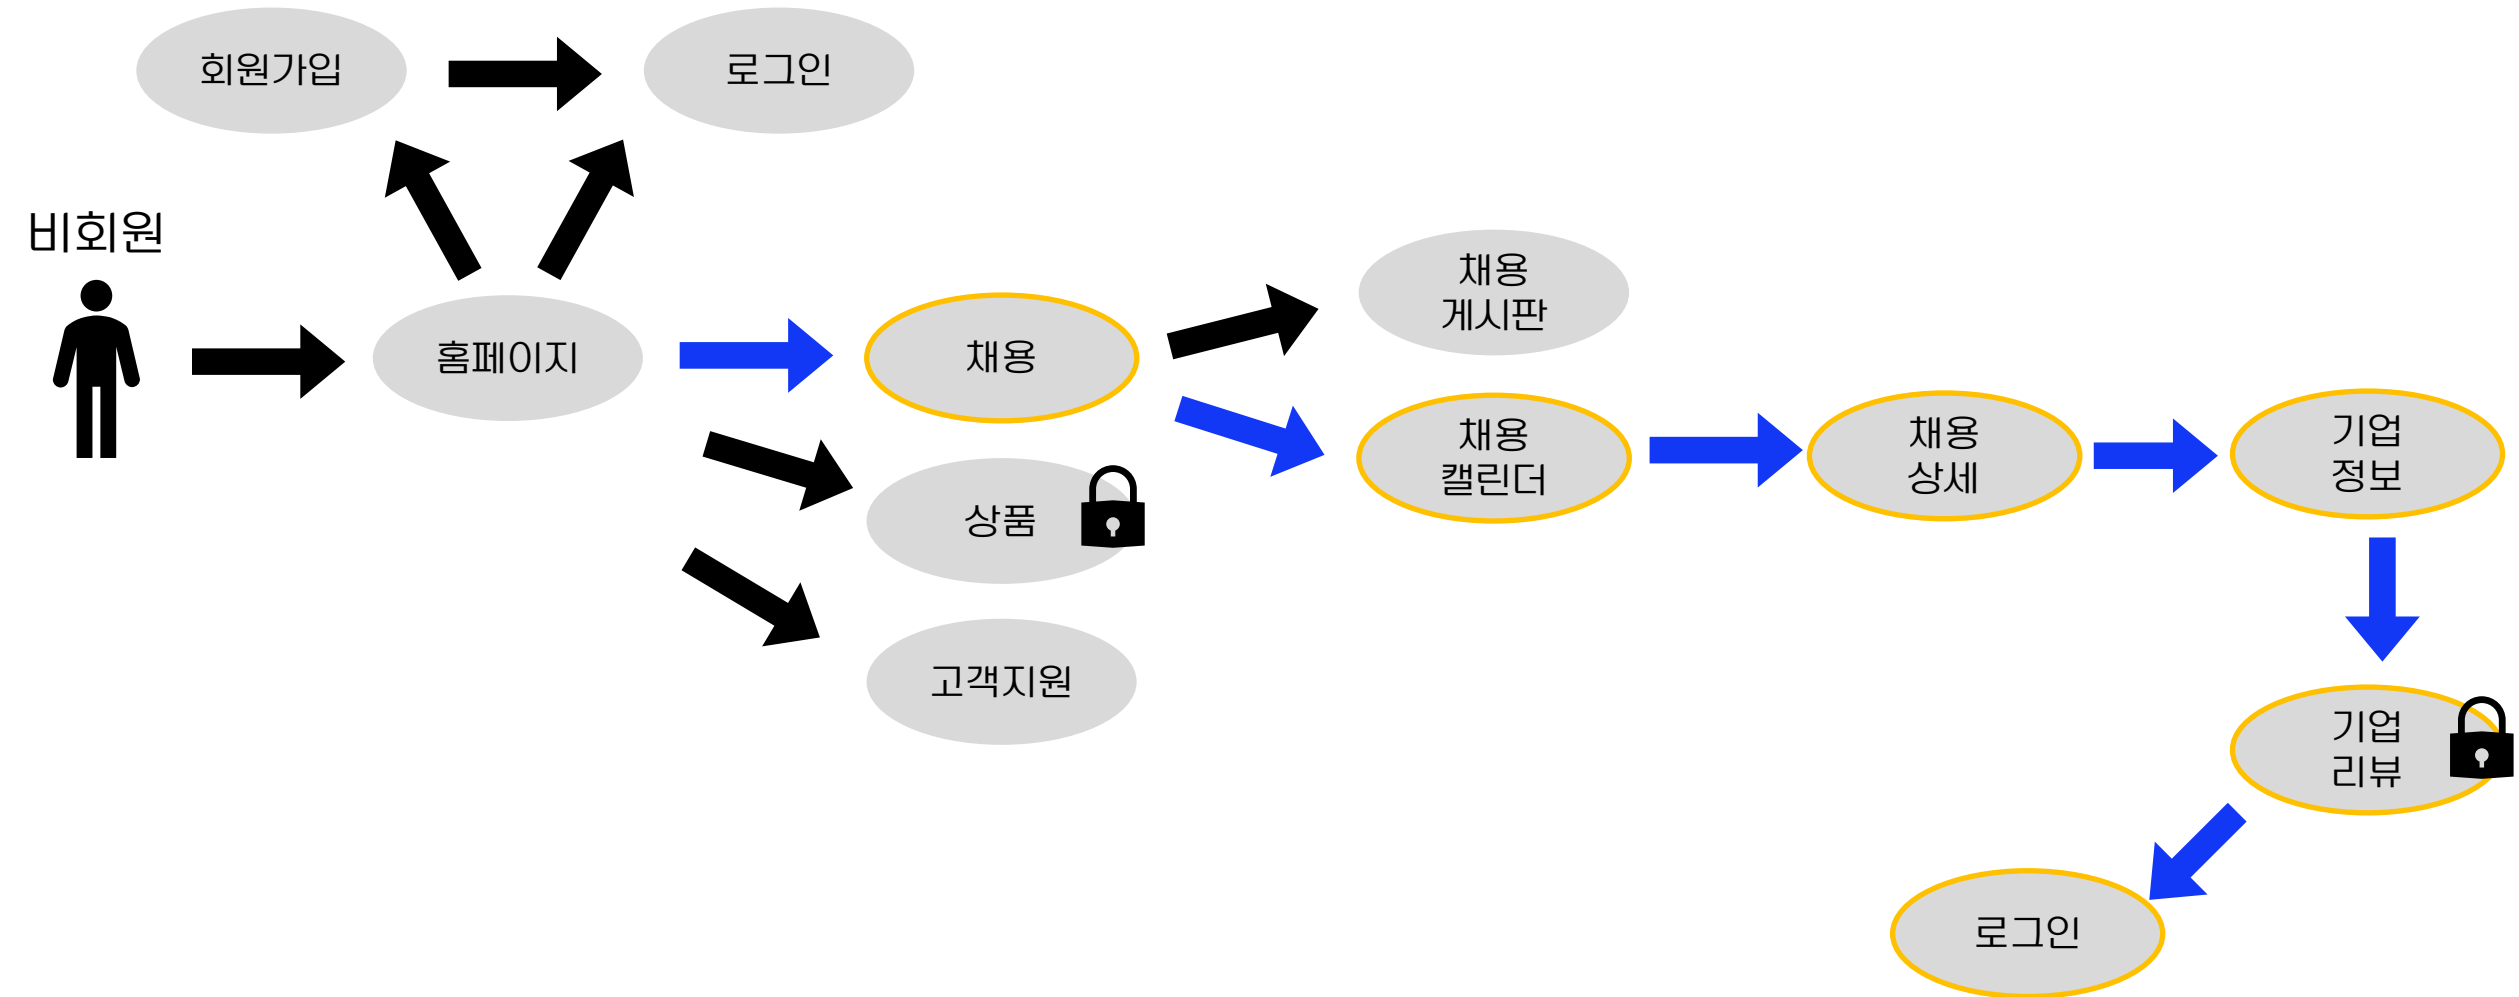 회원가입
로그인
비회원
홈페이지
채용
상품
고객지원
채용
게시판
채용
캘린더
채용
상세
기업
정보
기업
리뷰
로그인